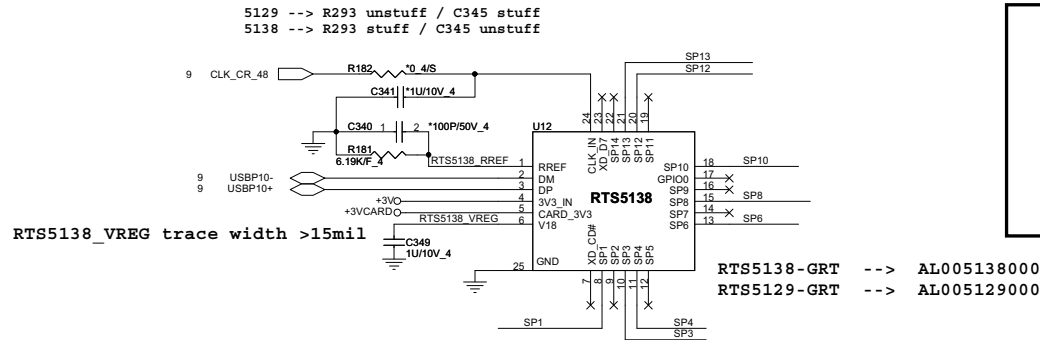 5129 --> R293 unstuff / C345 stuff
5138 --> R293 stuff / C345 unstuff
SP13
SP12
9 CLK_CR_48
R182 *0_4/S
C341 *1U/10V_4
C340 1 2 *100P/50V_4
R181
6.19K/F_4
RTS5138_RREF
U12
24 23 22 21 20 19
CLK_IN XD_D7 SP14 SP13 SP12 SP11
1 RREF
9 USBP10- 2 DM
9 USBP10+ 3 DP
+3V 4 3V3_IN
+3VCARD 5 CARD_3V3
RTS5138_VREG 6 V18
RTS5138
SP10 18 SP10
GPIO0 17
SP9 16
SP8 15 SP8
SP7 14
SP6 13 SP6
RTS5138_VREG trace width >15mil
C349
1U/10V_4
25 GND
XD_CD# SP1 SP2 SP3 SP4 SP5
7 8 9 10 11 12
RTS5138-GRT --> AL005138000
RTS5129-GRT --> AL005129000
SP1
SP4
SP3